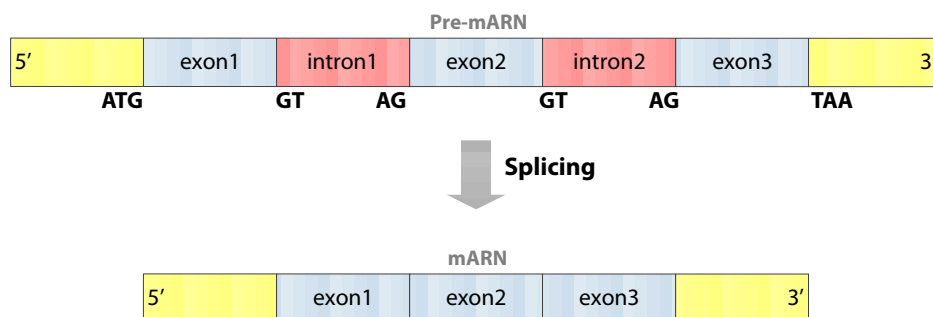 Pre-mARN
5′ exon1 intron1 exon2 intron2 exon3 3
ATG GT AG GT AG TAA
Splicing
mARN
5′ exon1 exon2 exon3 3′